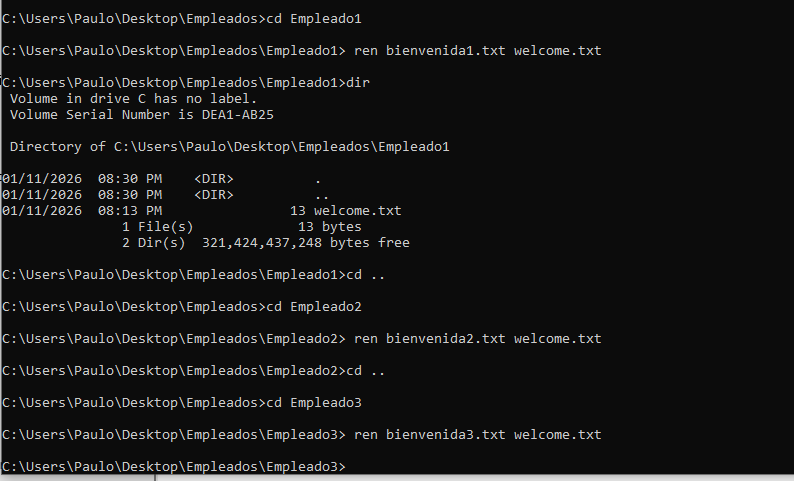 C:\Users\Paulo\Desktop\Empleados>cd Empleado1
C:\Users\Paulo\Desktop\Empleados\Empleado1> ren bienvenida1.txt welcome.txt
C:\Users\Paulo\Desktop\Empleados\Empleado1>dir
Volume in drive C has no label.
Volume Serial Number is DEA1-AB25
Directory of C:\Users\Paulo\Desktop\Empleados\Empleado1
01/11/2026  08:30 PM    <DIR>          .
01/11/2026  08:30 PM    <DIR>          ..
01/11/2026  08:13 PM                13 welcome.txt
1 File(s)             13 bytes
2 Dir(s)  321,424,437,248 bytes free
C:\Users\Paulo\Desktop\Empleados\Empleado1>cd ..
C:\Users\Paulo\Desktop\Empleados>cd Empleado2
C:\Users\Paulo\Desktop\Empleados\Empleado2> ren bienvenida2.txt welcome.txt
C:\Users\Paulo\Desktop\Empleados\Empleado2>cd ..
C:\Users\Paulo\Desktop\Empleados>cd Empleado3
C:\Users\Paulo\Desktop\Empleados\Empleado3> ren bienvenida3.txt welcome.txt
C:\Users\Paulo\Desktop\Empleados\Empleado3>